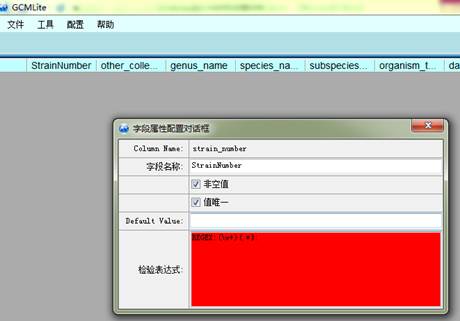 GCMLite
文件 工具 配置 帮助
StrainNumber other_colle... genus_name species_na... subspecies... organism_t... da
字段属性配置对话框
Column Name: strain_number
字段名称: StrainNumber
非空值
值唯一
Default Value:
检验表达式: